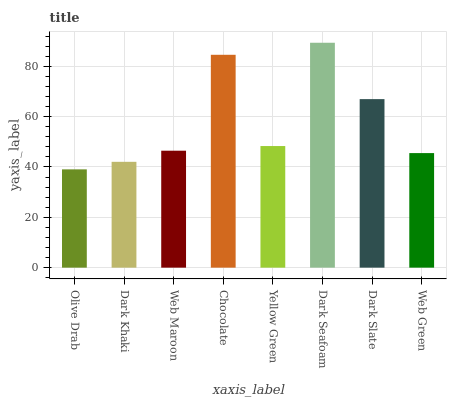 title
yaxis_label
80
60
40
20
0
Olive Drab
Dark Khaki
Web Maroon
Chocolate
Yellow Green
Dark Seafoam
Dark Slate
Web Green
xaxis_label